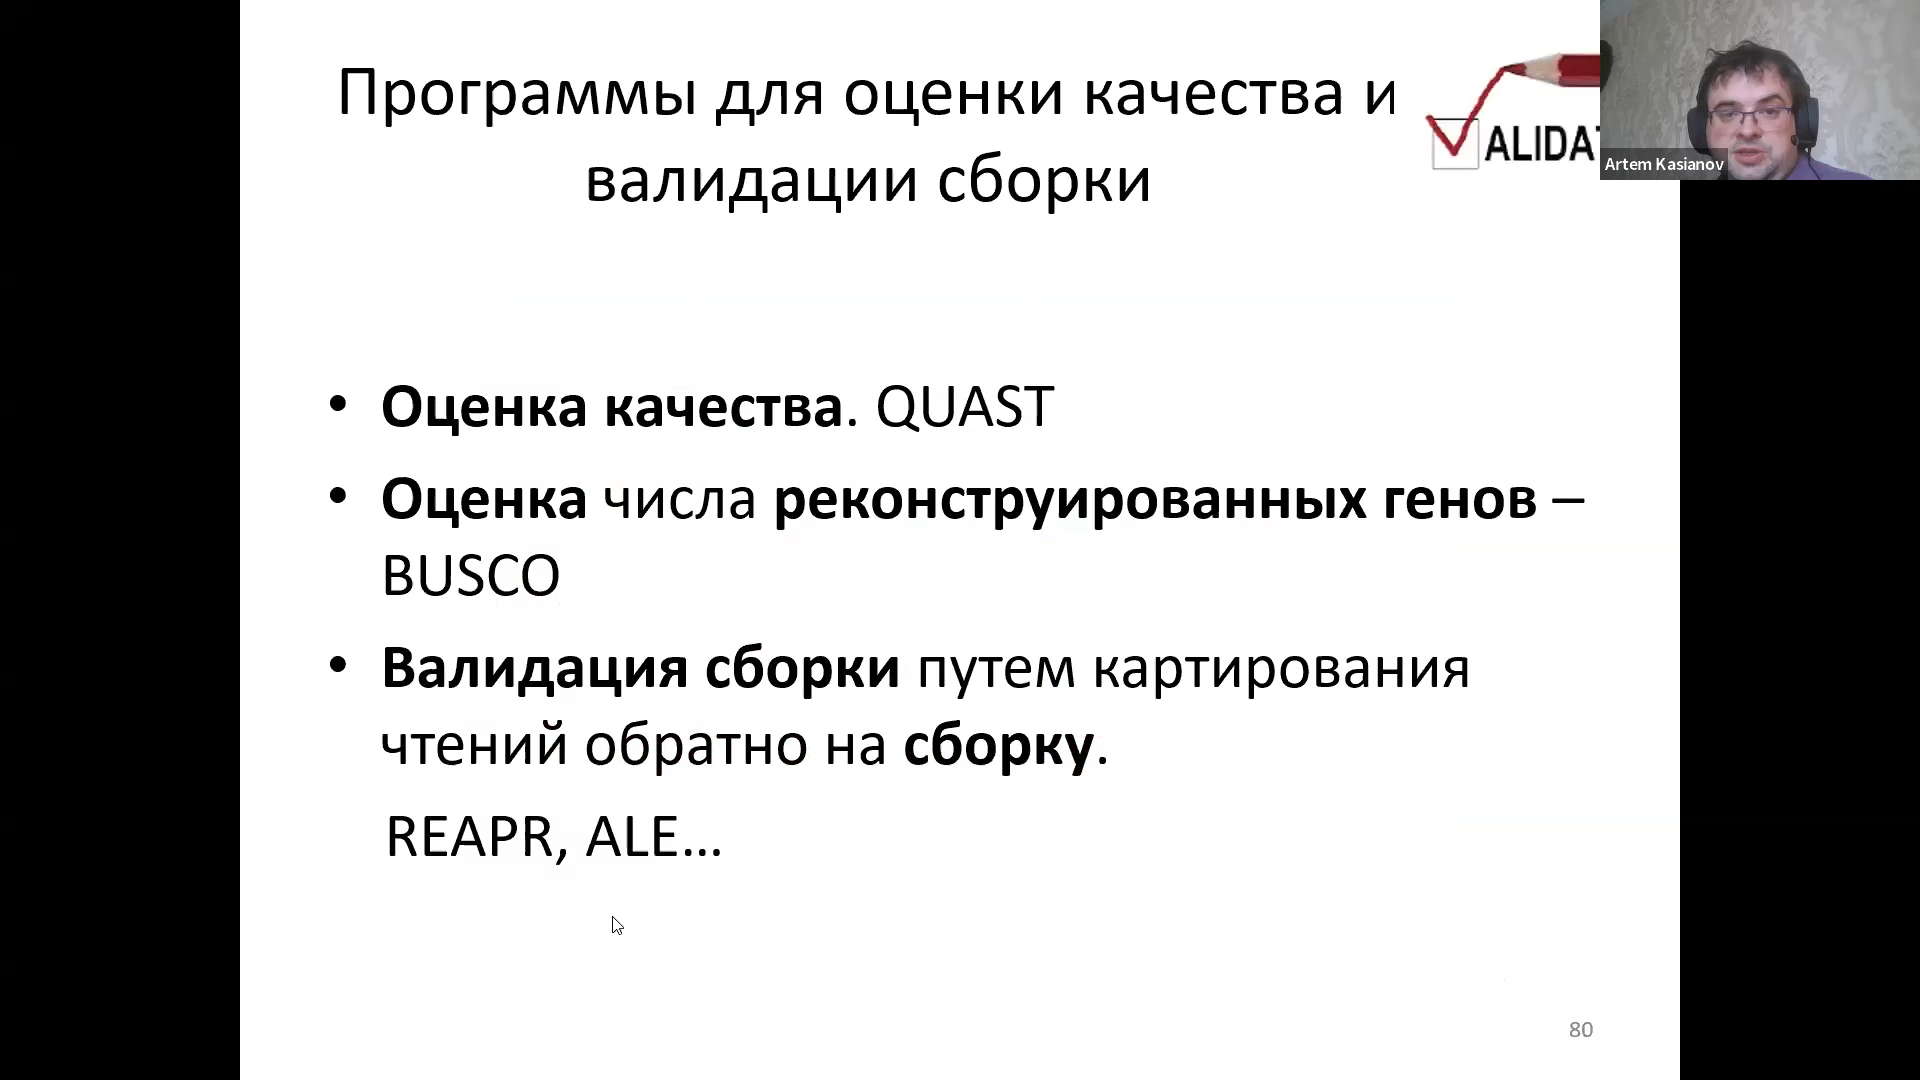 Программы для оценки качества и
валидации сборки
ALIDA
Artem Kasianov
• Оценка качества. QUAST
• Оценка числа реконструированных генов –
BUSCO
• Валидация сборки путем картирования
чтений обратно на сборку.
REAPR, ALE...
80